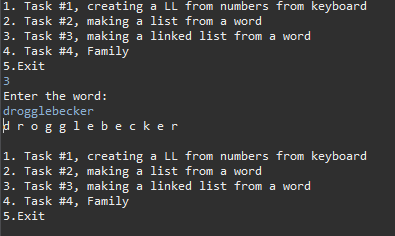 1. Task #1, creating a LL from numbers from keyboard
2. Task #2, making a list from a word
3. Task #3, making a linked list from a word
4. Task #4, Family
5.Exit
3
Enter the word:
drogglebecker
d r o g g l e b e c k e r
1. Task #1, creating a LL from numbers from keyboard
2. Task #2, making a list from a word
3. Task #3, making a linked list from a word
4. Task #4, Family
5.Exit